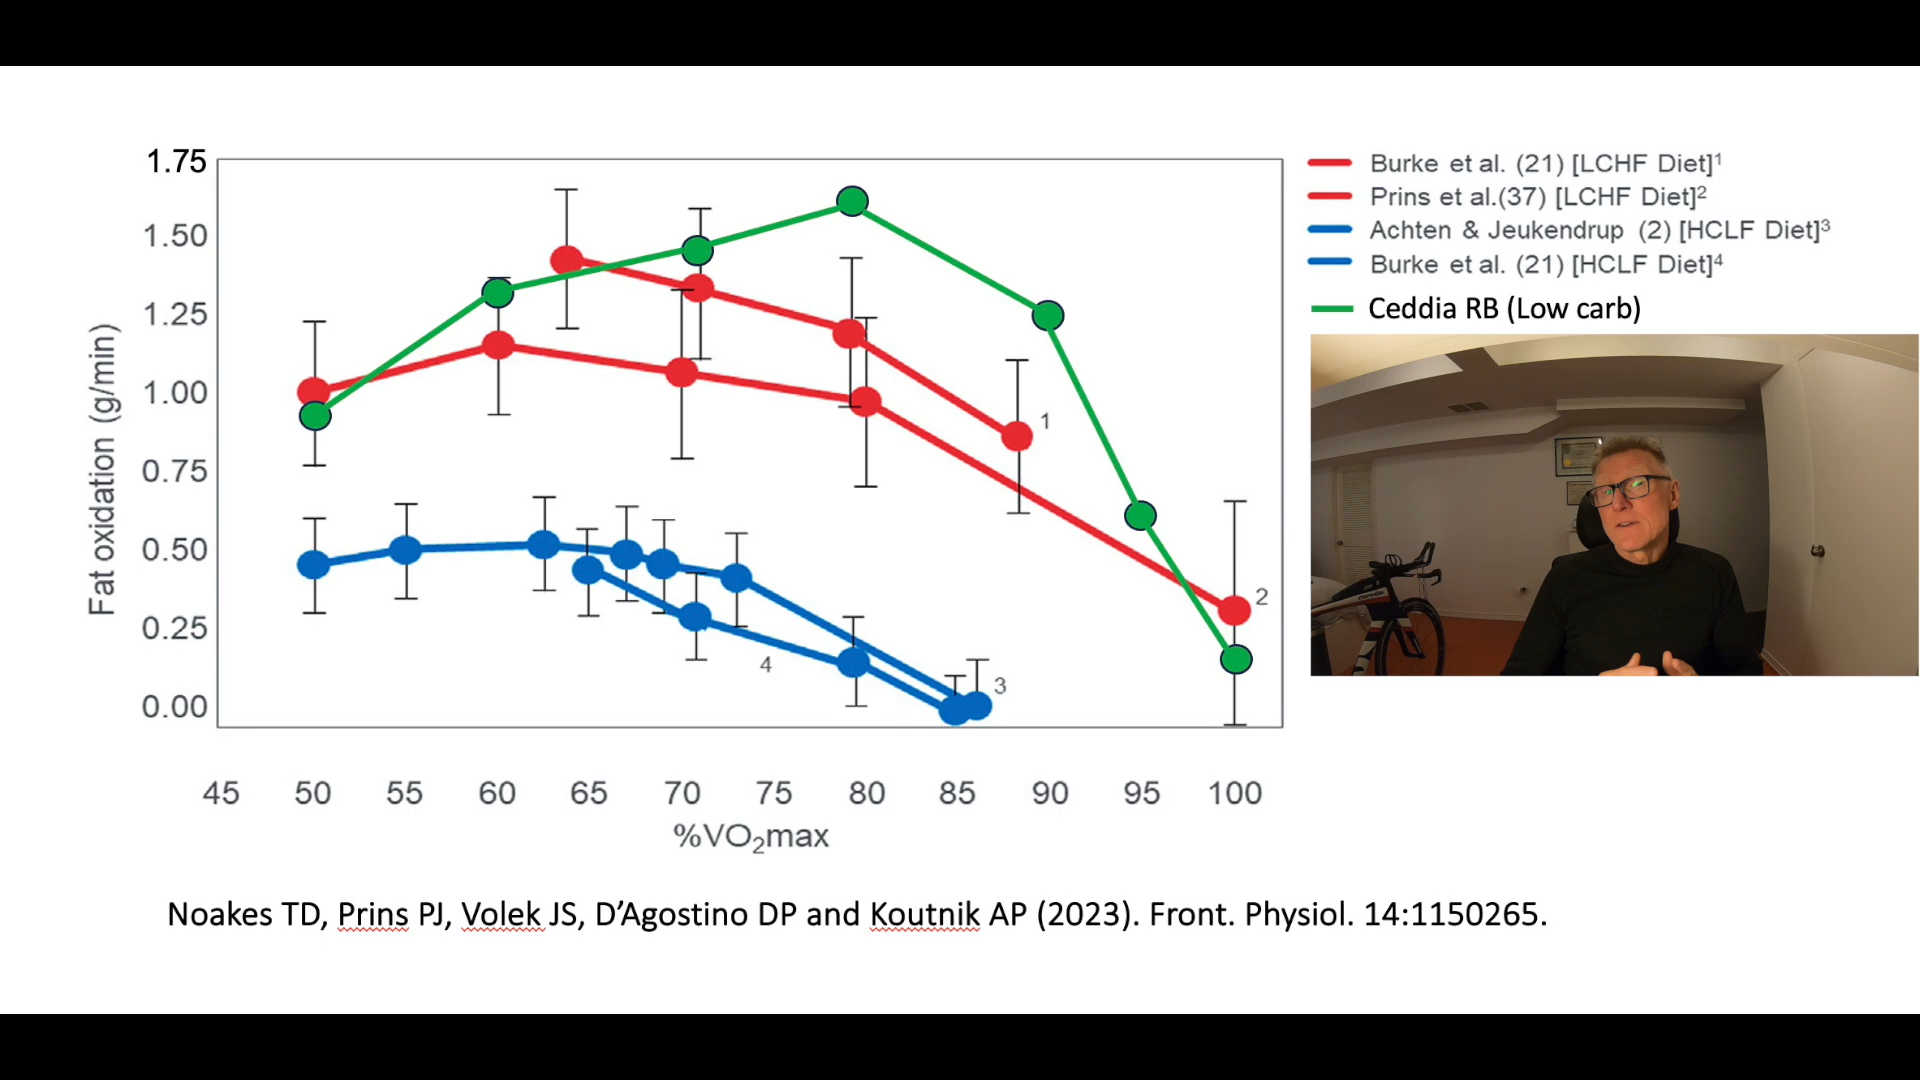 1.75
1.50
1.25
1.00
0.75
0.50
0.25
0.00
Fat oxidation (g/min)
45 50 55 60 65 70 75 80 85 90 95 100
%VO₂max
1
2
3
4
Burke et al. (21) [LCHF Diet]¹
Prins et al.(37) [LCHF Diet]²
Achten & Jeukendrup (2) [HCLF Diet]³
Burke et al. (21) [HCLF Diet]⁴
Ceddia RB (Low carb)
Noakes TD, Prins PJ, Volek JS, D’Agostino DP and Koutnik AP (2023). Front. Physiol. 14:1150265.